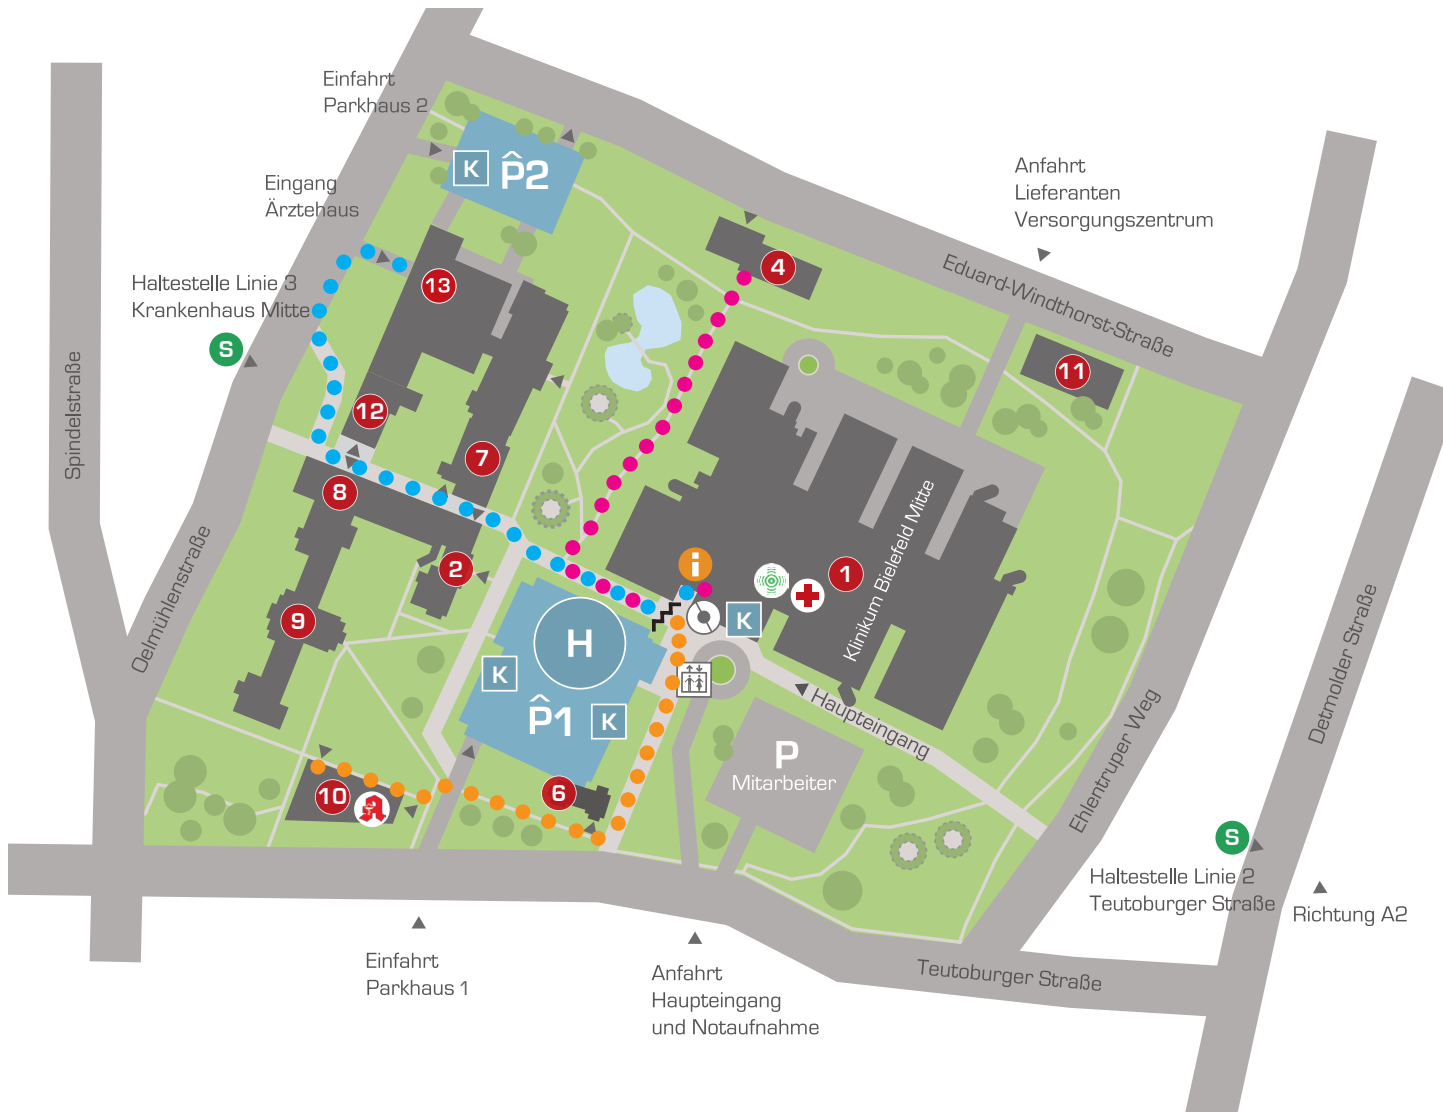 Einfahrt
Parkhaus 2
K
P2
Eingang
Ärztehaus
Anfahrt
Lieferanten
Versorgungszentrum
4
Eduard-Windthorst-Straße
13
Haltestelle Linie 3
Krankenhaus Mitte
S
11
12
7
Spindelstraße
8
Klinikum Bielefeld Mitte
i
2
1
Oelmühlenstraße
9
H
K
K
P1
K
Haupteingang
P
Mitarbeiter
Ehlentruper Weg
Detmolder Straße
10
6
S
Haltestelle Linie 2
Teutoburger Straße
Richtung A2
Einfahrt
Parkhaus 1
Anfahrt
Haupteingang
und Notaufnahme
Teutoburger Straße